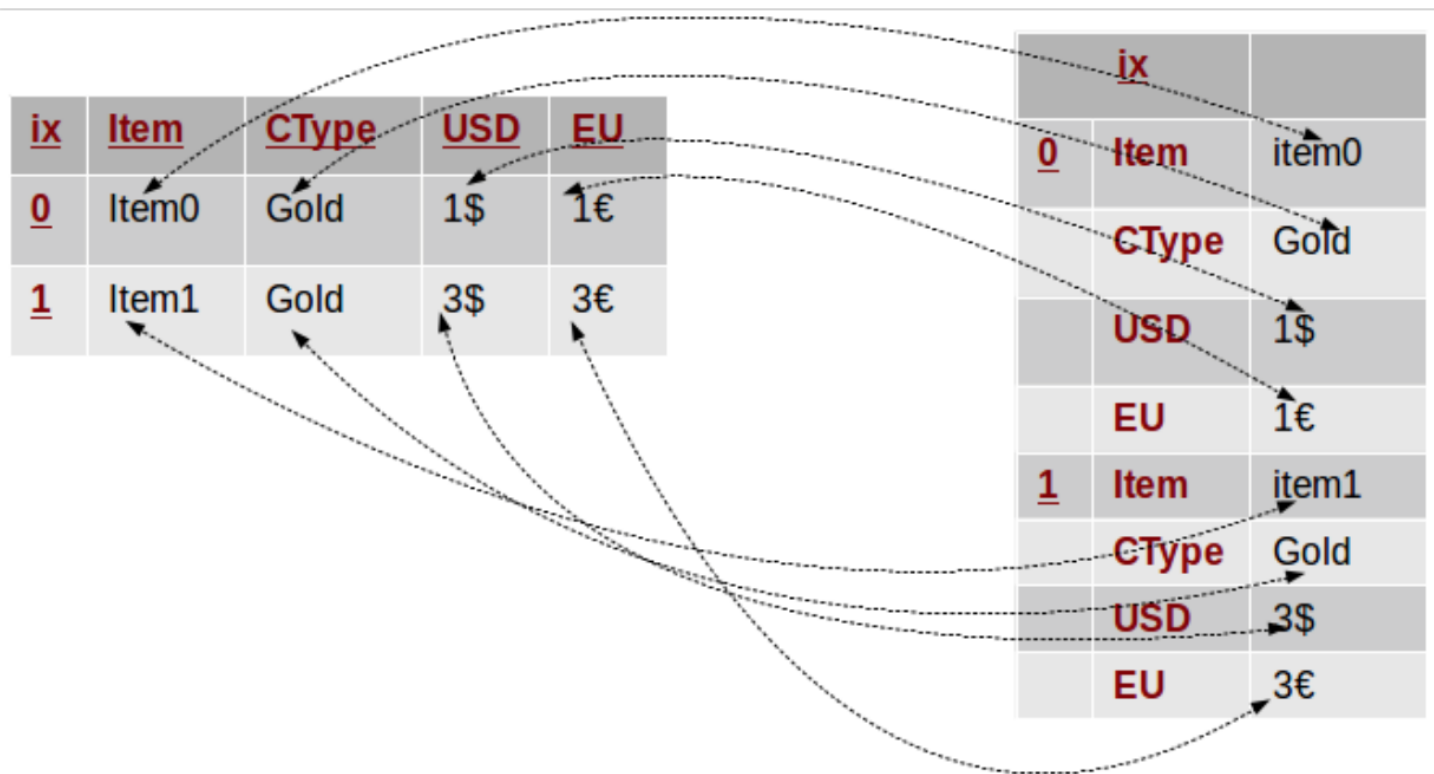 ix Item CType USD EU
0 Item0 Gold 1$ 1€
1 Item1 Gold 3$ 3€
ix
0 Item item0
CType Gold
USD 1$
EU 1€
1 Item item1
CType Gold
USD 3$
EU 3€